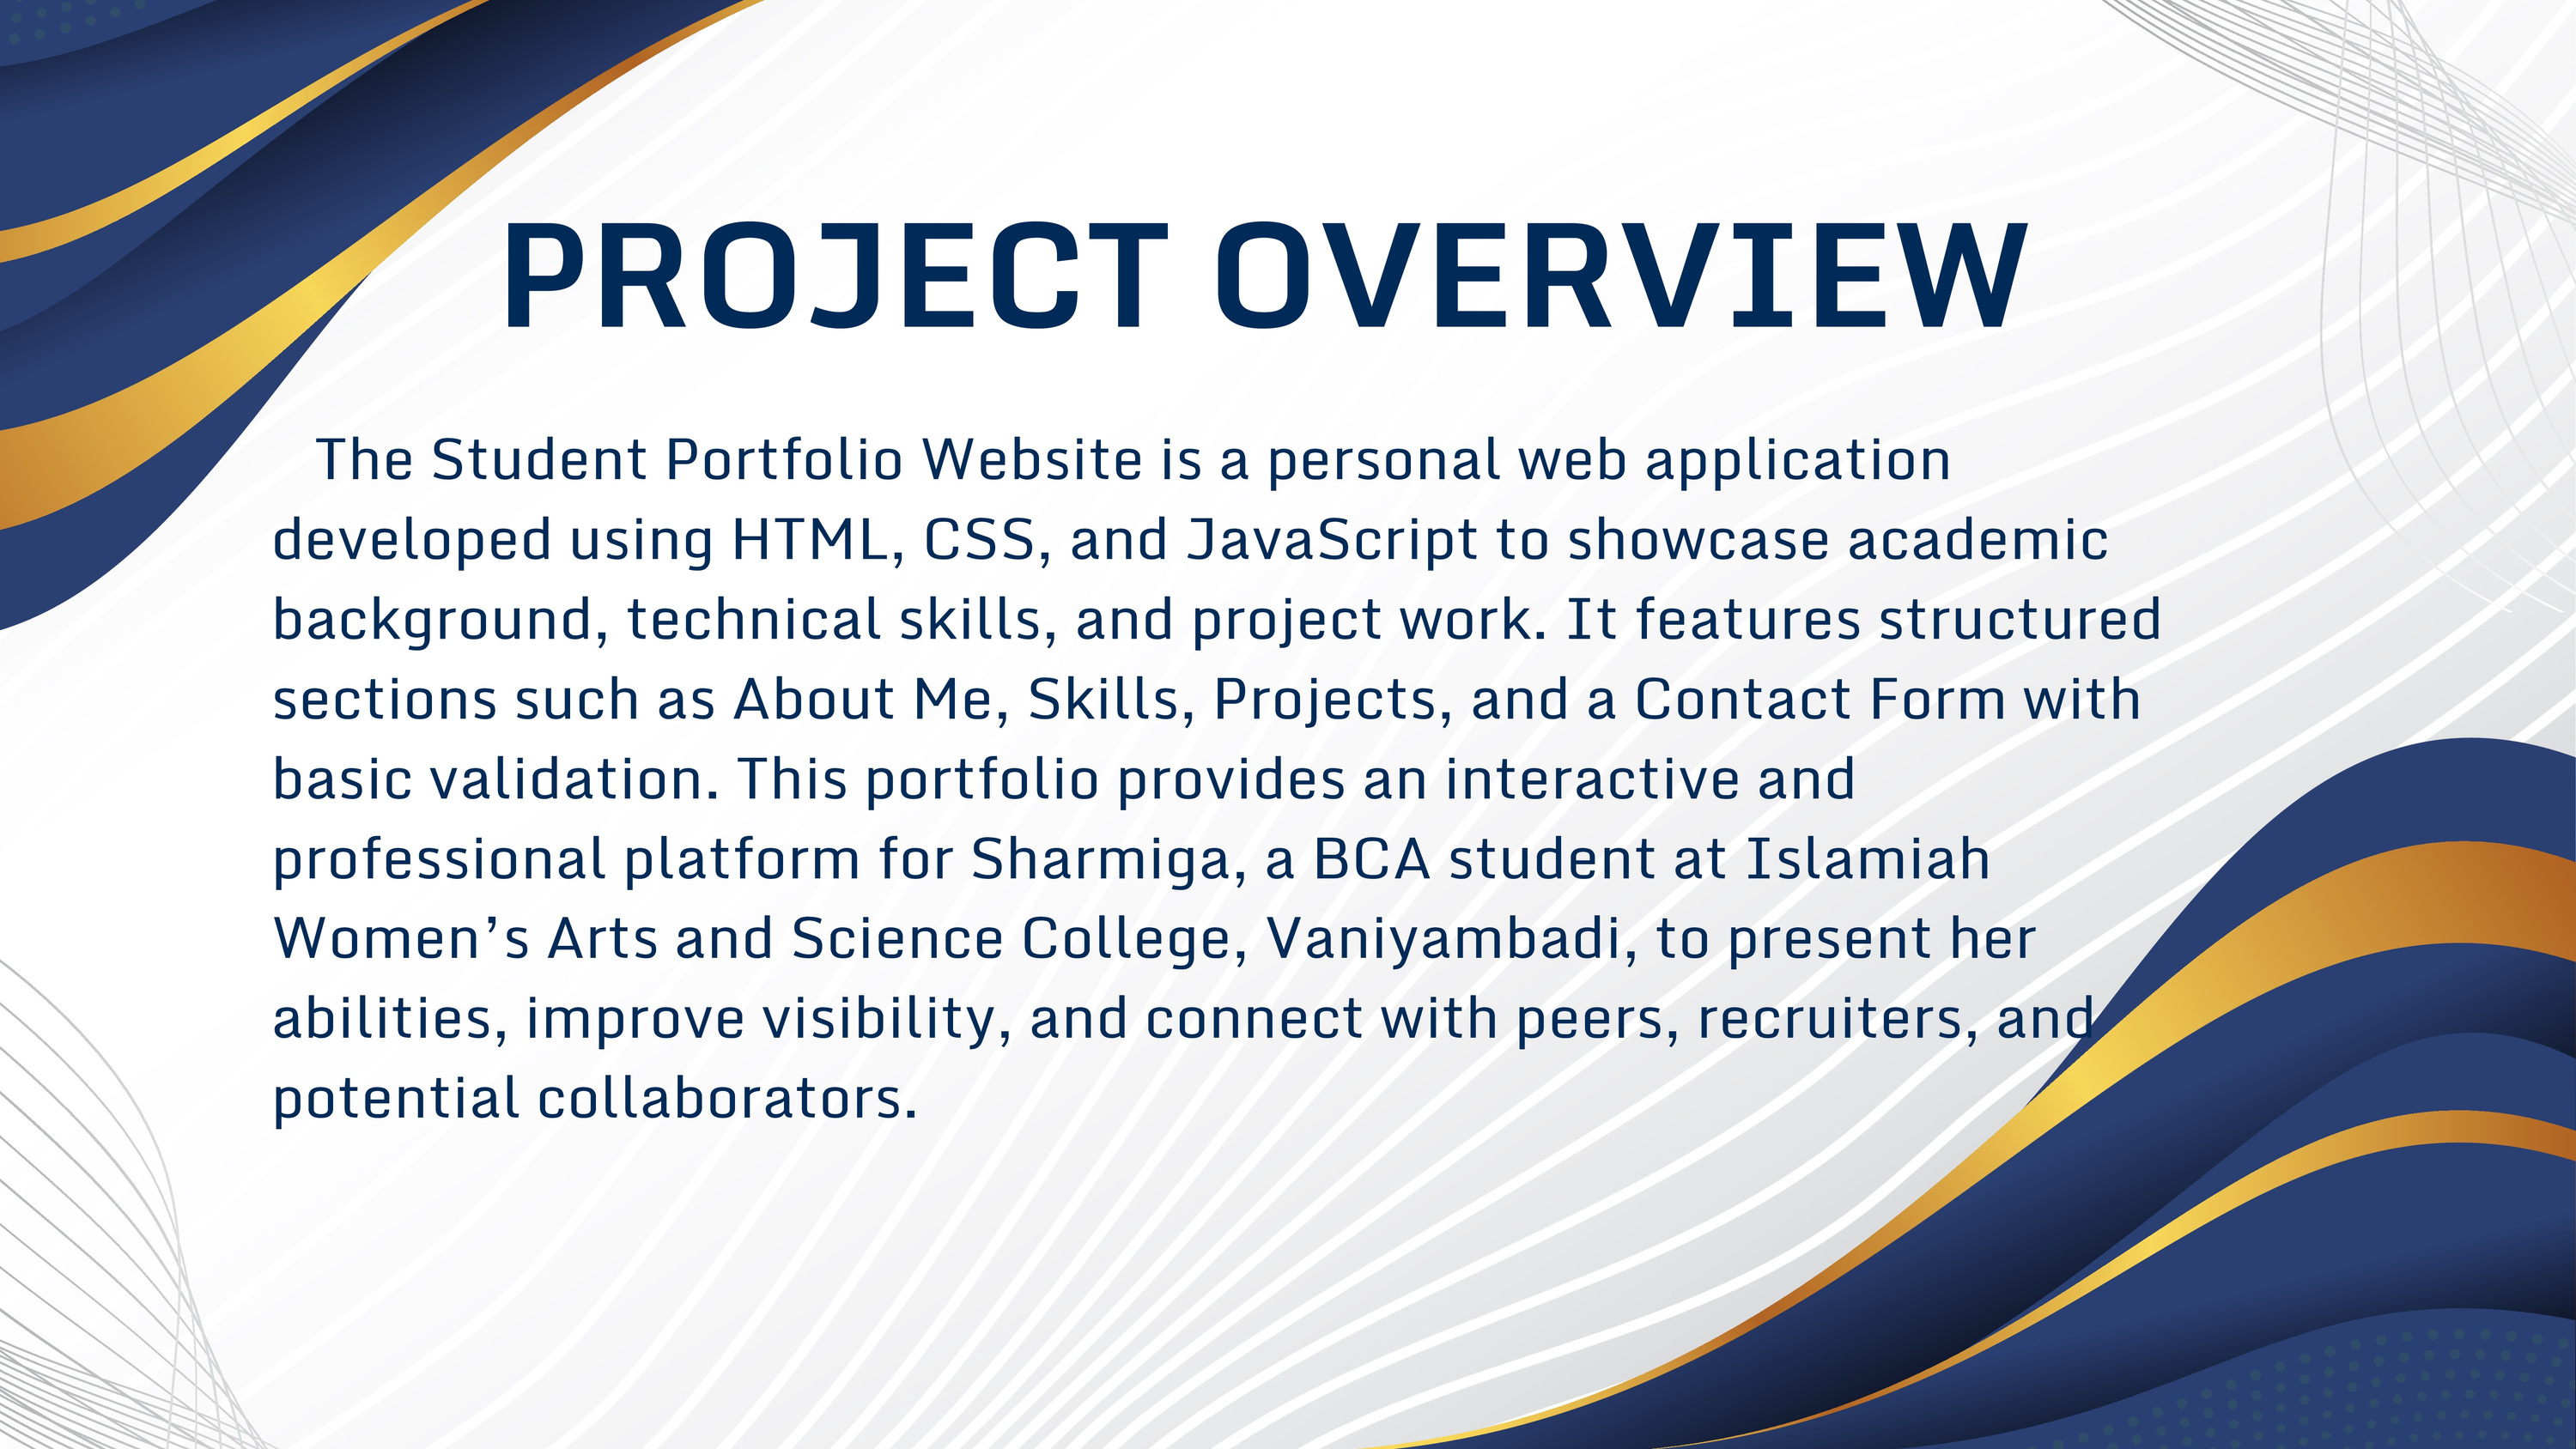 PROJECT OVERVIEW
The Student Portfolio Website is a personal web application
developed using HTML, CSS, and JavaScript to showcase academic
background, technical skills, and project work. It features structured
sections such as About Me, Skills, Projects, and a Contact Form with
basic validation. This portfolio provides an interactive and
professional platform for Sharmiga, a BCA student at Islamiah
Women’s Arts and Science College, Vaniyambadi, to present her
abilities, improve visibility, and connect with peers, recruiters, and
potential collaborators.